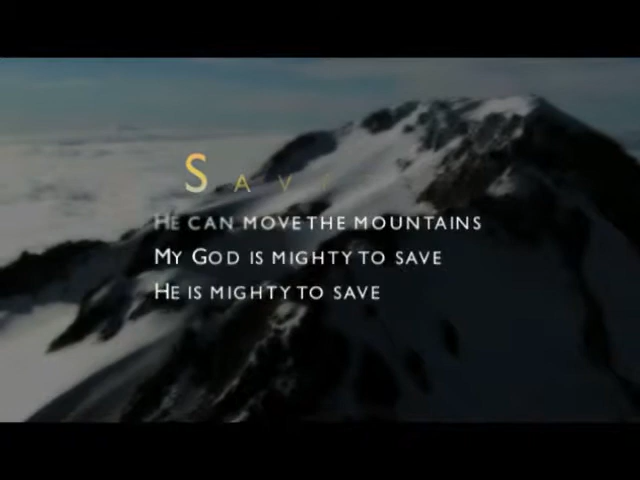 SAV
HE CAN MOVE THE MOUNTAINS
MY GOD IS MIGHTY TO SAVE
HE IS MIGHTY TO SAVE